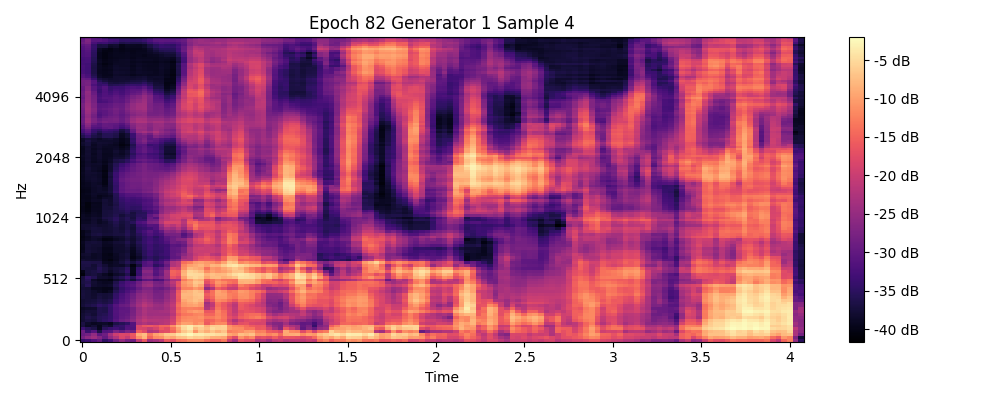 Epoch 82 Generator 1 Sample 4
Hz
4096
2048
1024
512
0
0 0.5 1 1.5 2 2.5 3 3.5 4
Time
-5 dB
-10 dB
-15 dB
-20 dB
-25 dB
-30 dB
-35 dB
-40 dB